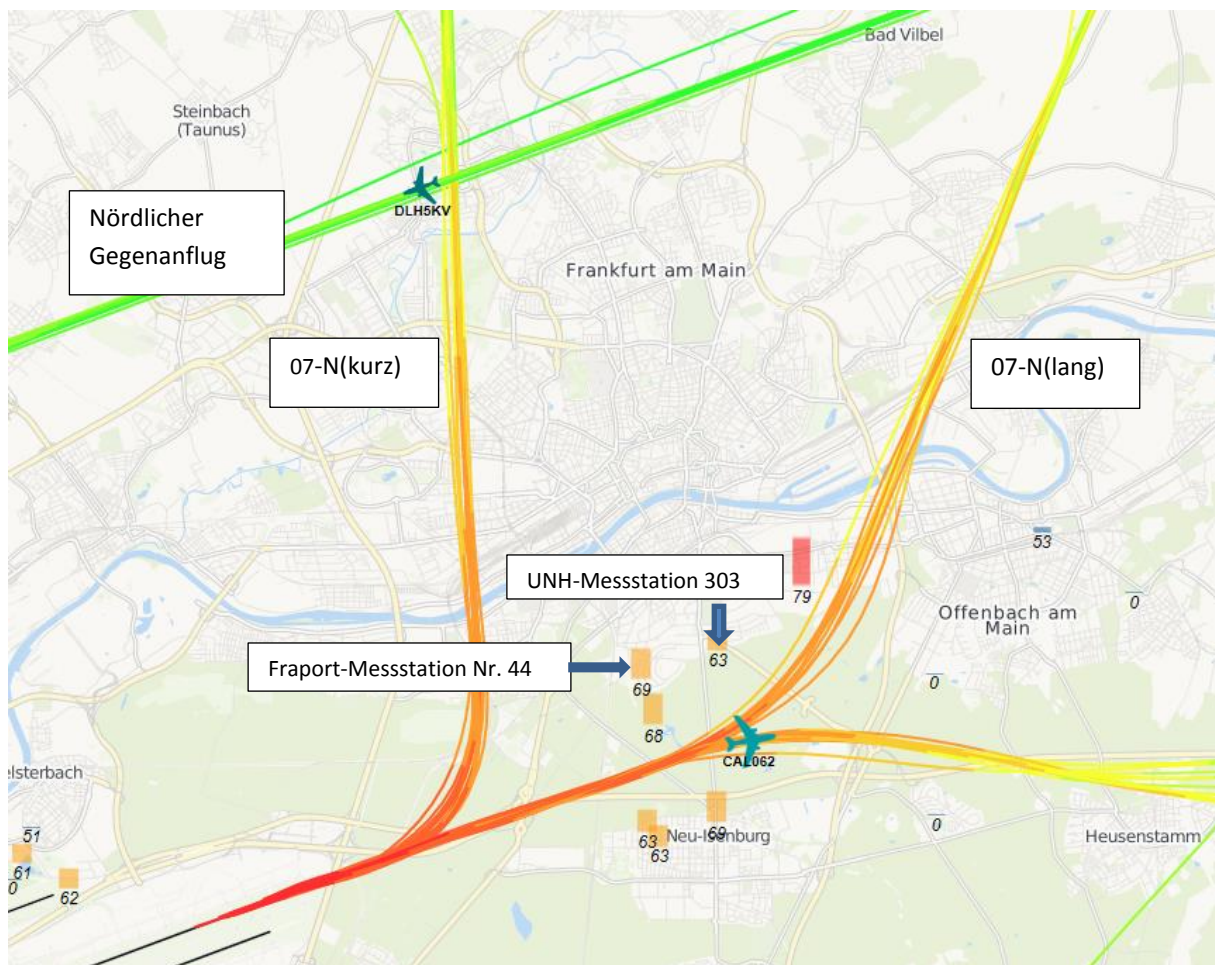 Bad Vilbel
Steinbach
(Taunus)
Nördlicher
Gegenanflug
DLH5KV
Frankfurt am Main
07-N(kurz)
07-N(lang)
53
UNH-Messstation 303
79
0
Offenbach am
Main
63
Fraport-Messstation Nr. 44
69
0
68
CAL062
elsterbach
51
63
63
Neu-Isenburg
69
0
Heusenstamm
61
0
62